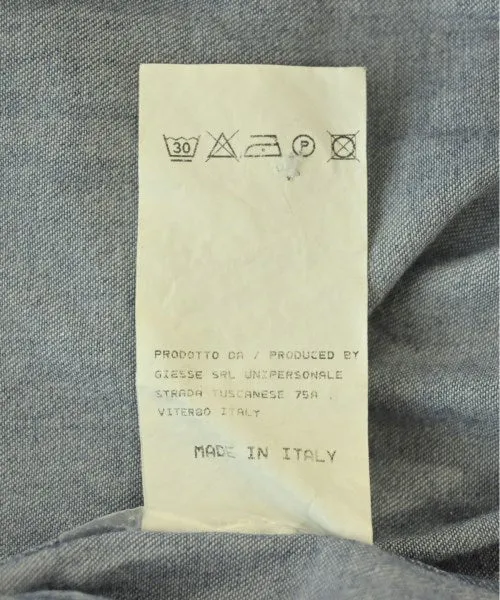 30 P
PRODOTTO DA / PRODUCED BY
GIESSE SRL UNIPERSONALE
STRADA TUSCANESE 75A .
VITERBO ITALY
MADE IN ITALY